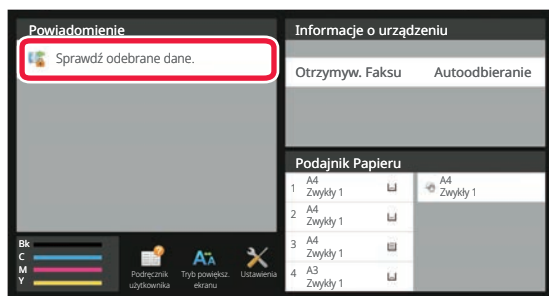 Powiadomienie
Sprawdź odebrane dane.
Informacje o urządzeniu
Otrzymyw. Faksu Autoodbieranie
Podajnik Papieru
1 A4
Zwykły 1
2 A4
Zwykły 1
3 A4
Zwykły 1
4 A3
Zwykły 1
A4
Zwykły 1
Bk
C
M
Y
Podręcznik
użytkownika
Tryb powiększ.
ekranu
Ustawienia